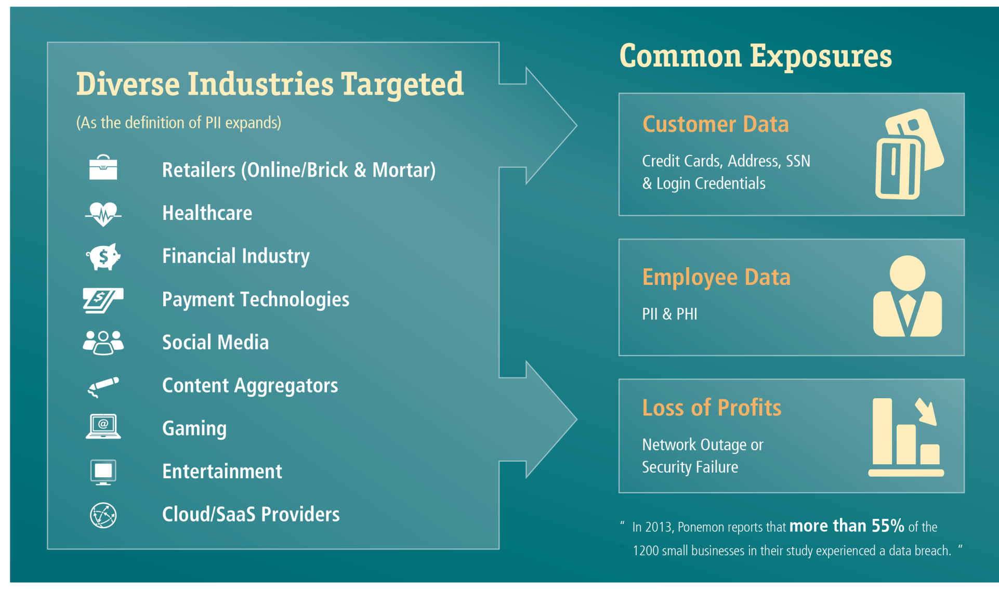 Diverse Industries Targeted
(As the definition of PII expands)
Retailers (Online/Brick & Mortar)
Healthcare
$
Financial Industry
$
Payment Technologies
Social Media
Content Aggregators
@
Gaming
Entertainment
Cloud/SaaS Providers
Common Exposures
Customer Data
Credit Cards, Address, SSN
& Login Credentials
Employee Data
PII & PHI
Loss of Profits
Network Outage or
Security Failure
“ In 2013, Ponemon reports that more than 55% of the
1200 small businesses in their study experienced a data breach. “